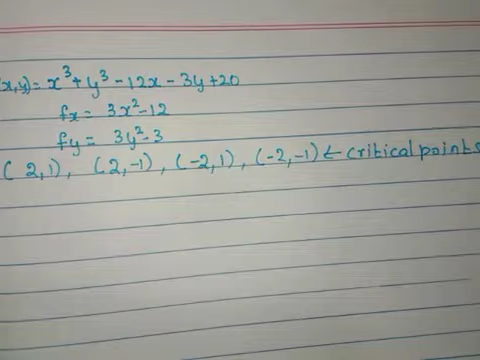 (x,y) = x³ + y³ - 12x - 3y + 20
fx = 3x² - 12
fy = 3y² - 3
( 2,1) , ( 2,-1) , (-2,1) , (-2,-1) ← critical points